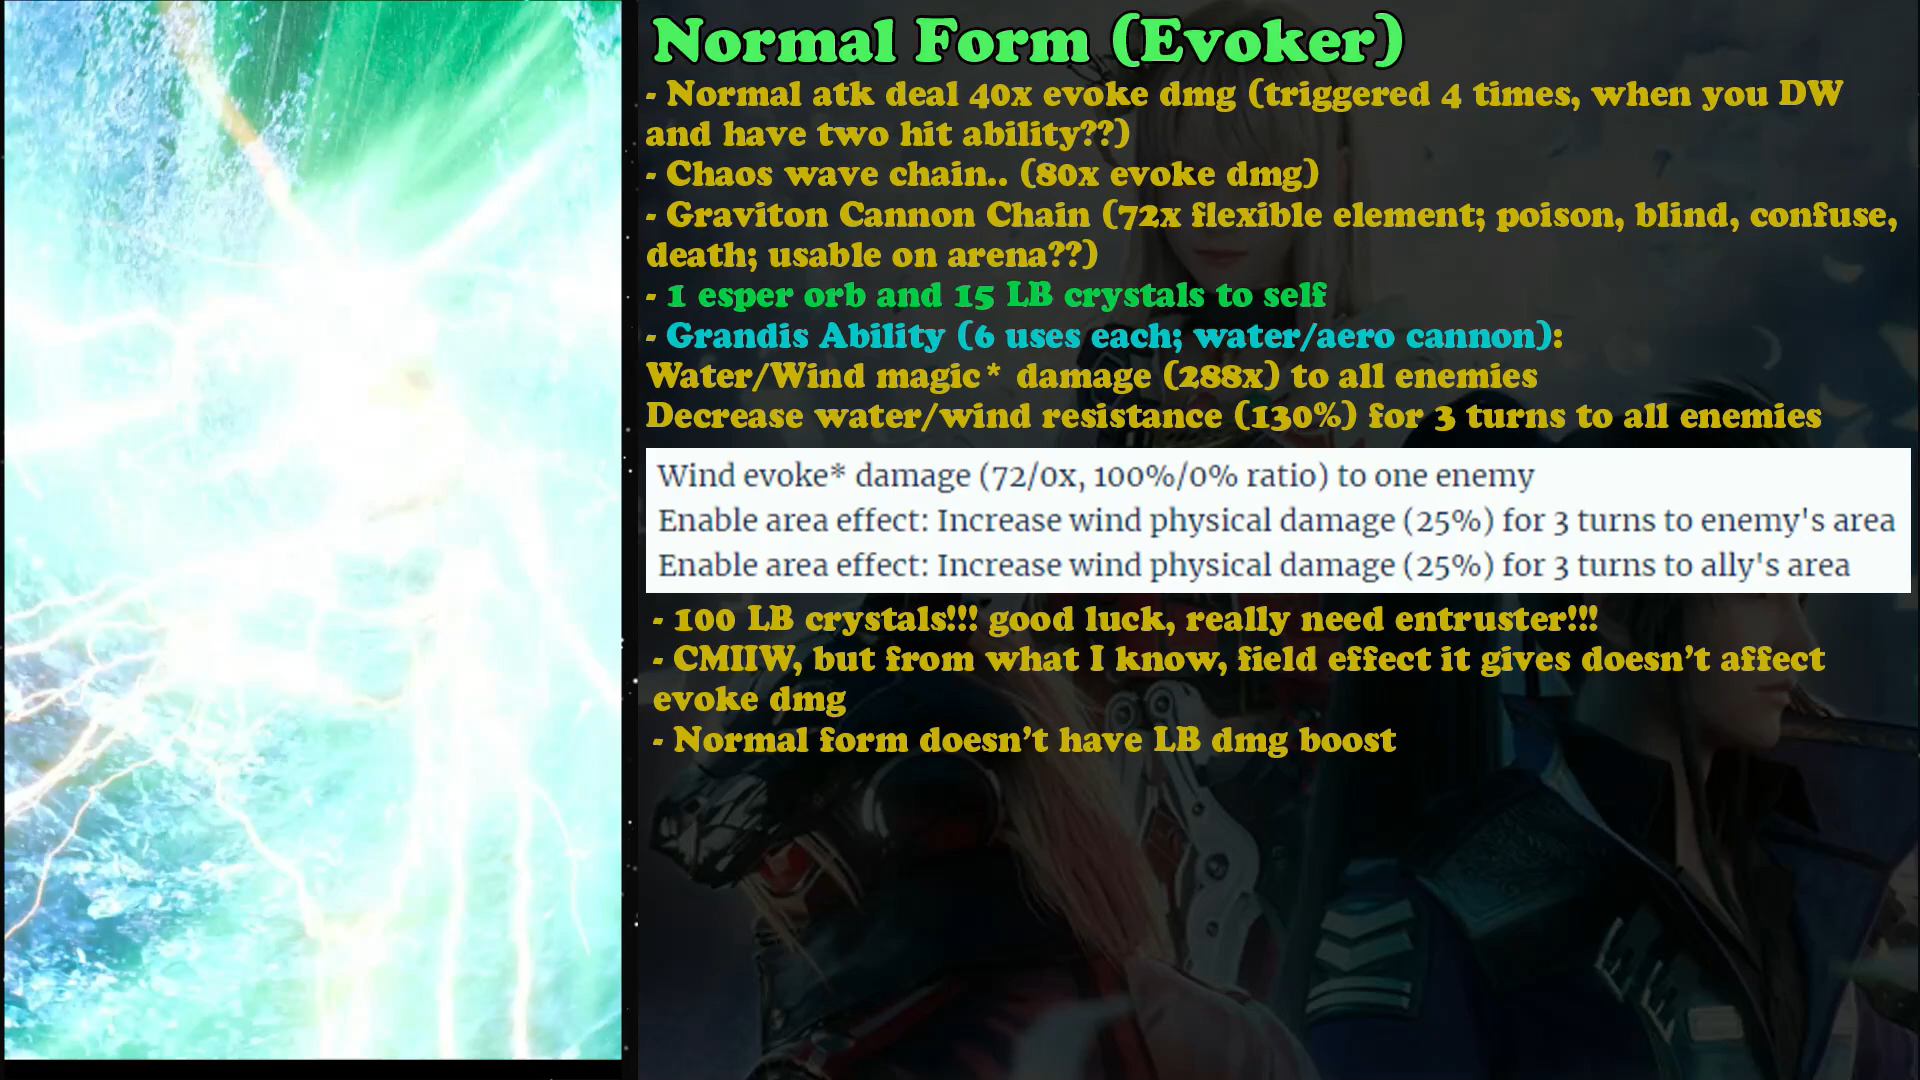 Normal Form (Evoker)
- Normal atk deal 40x evoke dmg (triggered 4 times, when you DW
and have two hit ability??)
- Chaos wave chain.. (80x evoke dmg)
- Graviton Cannon Chain (72x flexible element; poison, blind, confuse,
death; usable on arena??)
- 1 esper orb and 15 LB crystals to self
- Grandis Ability (6 uses each; water/aero cannon):
Water/Wind magic* damage (288x) to all enemies
Decrease water/wind resistance (130%) for 3 turns to all enemies
Wind evoke* damage (72/0x, 100%/0% ratio) to one enemy
Enable area effect: Increase wind physical damage (25%) for 3 turns to enemy's area
Enable area effect: Increase wind physical damage (25%) for 3 turns to ally's area
- 100 LB crystals!!! good luck, really need entruster!!!
- CMIIW, but from what I know, field effect it gives doesn’t affect
evoke dmg
- Normal form doesn’t have LB dmg boost